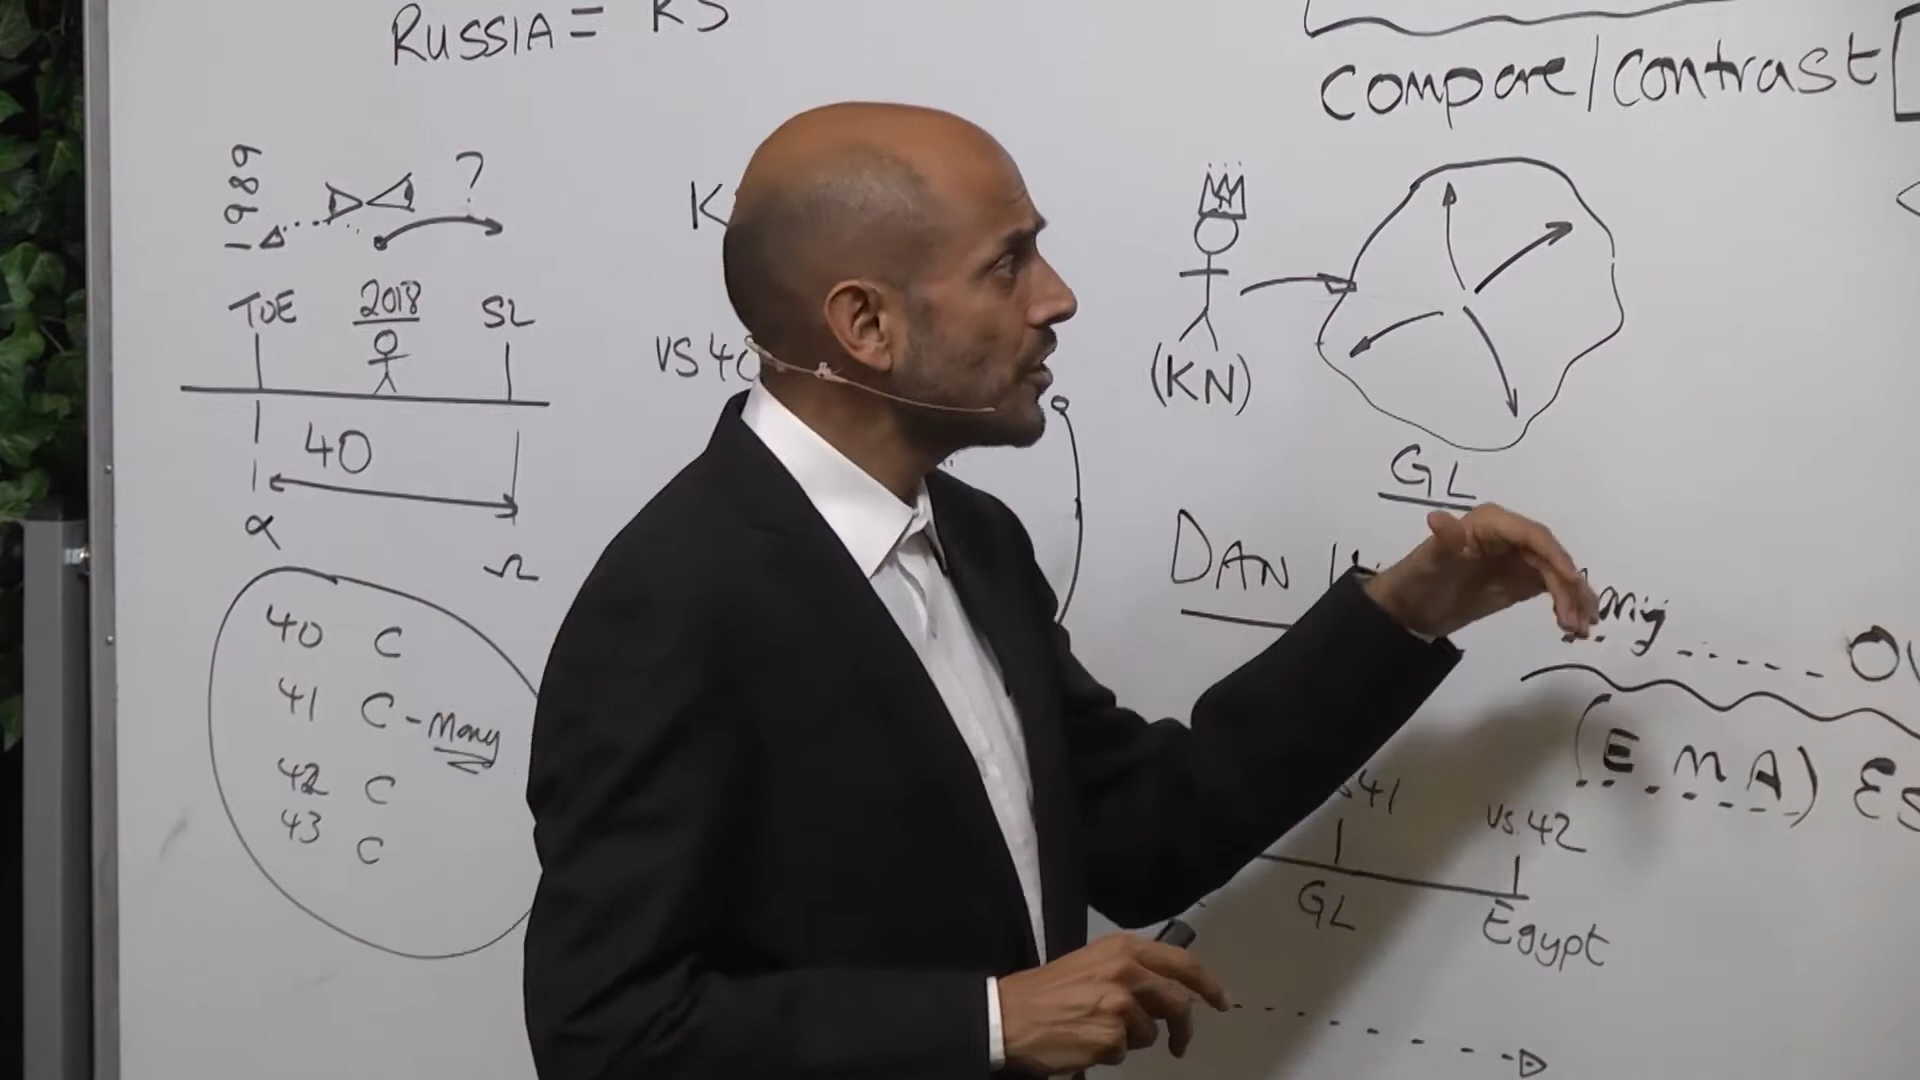 RUSSIA = KS
1989
?
TOE 2018 SL
40
α Ω
40 C
41 C - Many
42 C
43 C
K
VS 40
compare/contrast
(KN)
GL
DAN
(E.M.A)
41
VS. 42
GL
Egypt